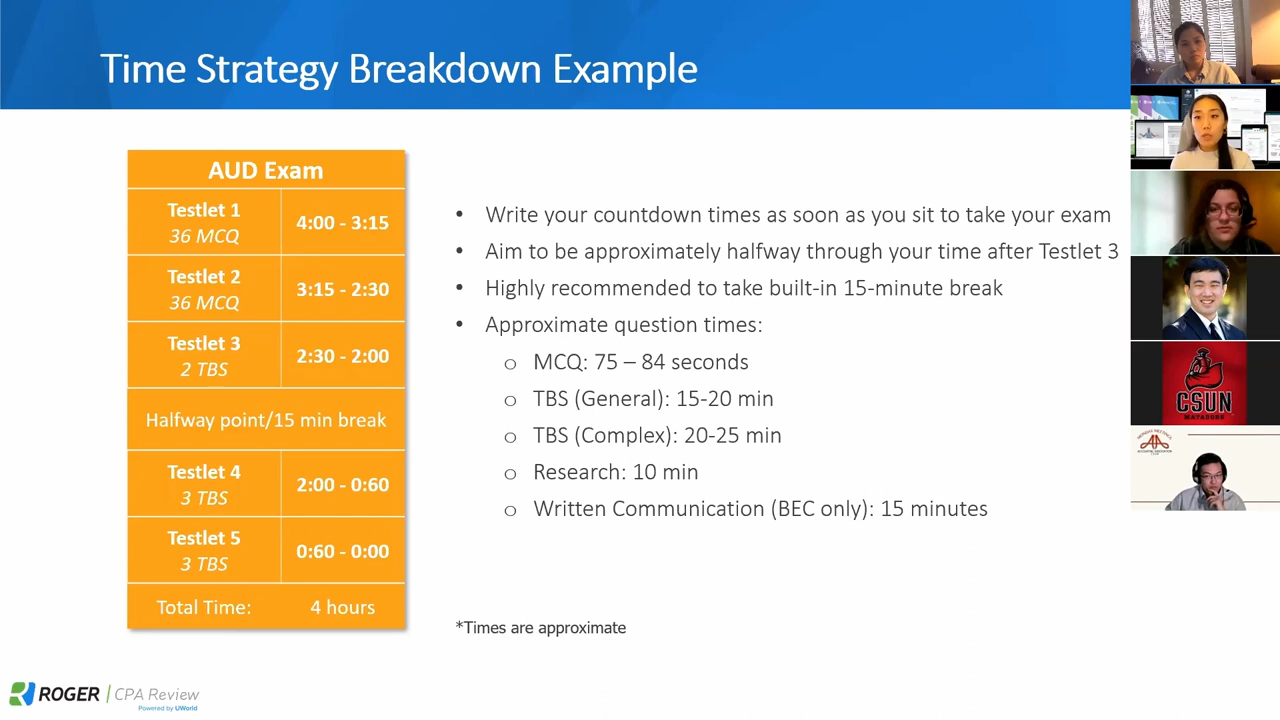 Time Strategy Breakdown Example
AUD Exam
Testlet 1
36 MCQ
4:00 - 3:15
Testlet 2
36 MCQ
3:15 - 2:30
Testlet 3
2 TBS
2:30 - 2:00
Halfway point/15 min break
Testlet 4
3 TBS
2:00 - 0:60
Testlet 5
3 TBS
0:60 - 0:00
Total Time:
4 hours
• Write your countdown times as soon as you sit to take your exam
• Aim to be approximately halfway through your time after Testlet 3
• Highly recommended to take built-in 15-minute break
• Approximate question times:
o MCQ: 75 – 84 seconds
o TBS (General): 15-20 min
o TBS (Complex): 20-25 min
o Research: 10 min
o Written Communication (BEC only): 15 minutes
*Times are approximate
ROGER | CPA Review
Powered by UWorld
CSUN
MATADORS